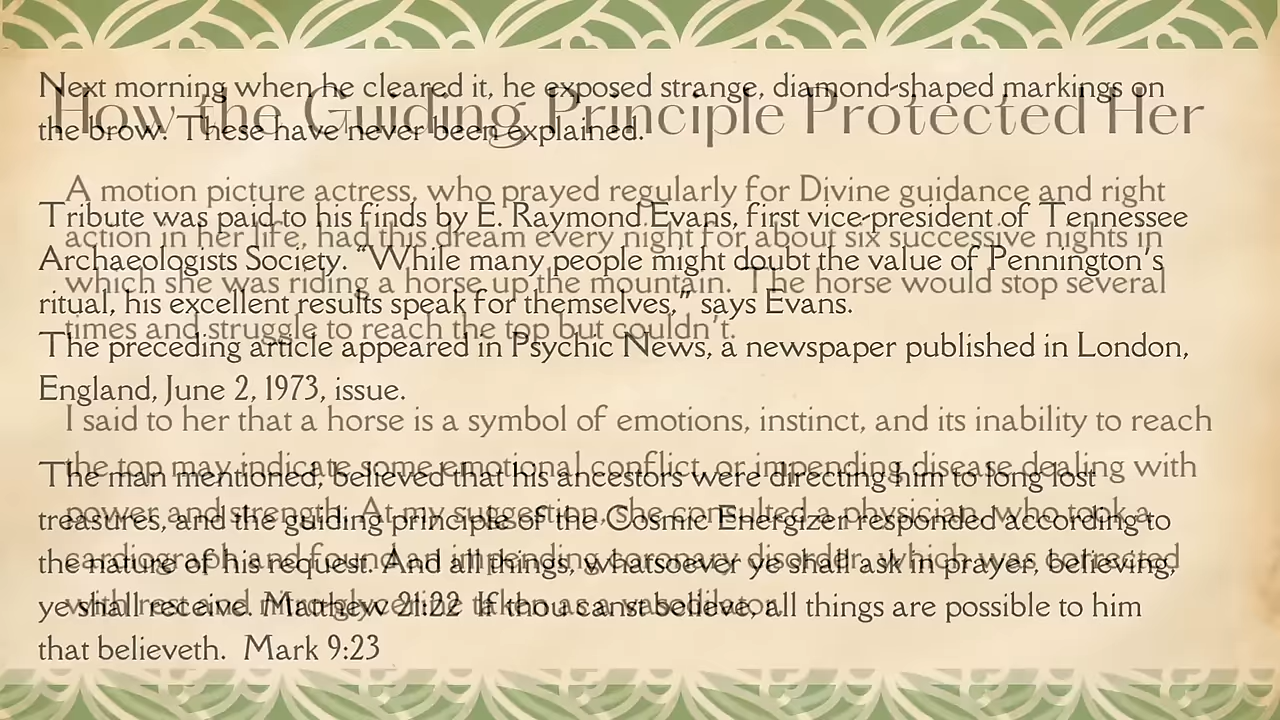 Next morning when he cleared it, he exposed strange, diamond-shaped markings on
the brow. These have never been explained.
Tribute was paid to his finds by E. Raymond Evans, first vice-president of Tennessee
Archaeologists Society. "While many people might doubt the value of Pennington's
ritual, his excellent results speak for themselves," says Evans.
The preceding article appeared in Psychic News, a newspaper published in London,
England, June 2, 1973, issue.
The man mentioned, believed that his ancestors were directing him to long lost
treasures, and the guiding principle of the Cosmic Energizer responded according to
the nature of his request. And all things, whatsoever ye shall ask in prayer, believing,
ye shall receive. Matthew 21:22 If thou canst believe, all things are possible to him
that believeth. Mark 9:23
How the Guiding Principle Protected Her
A motion picture actress, who prayed regularly for Divine guidance and right
action in her life, had this dream every night for about six successive nights in
which she was riding a horse up the mountain. The horse would stop several
times and struggle to reach the top but couldn't.
I said to her that a horse is a symbol of emotions, instinct, and its inability to reach
the top may indicate some emotional conflict, or impending disease dealing with
power and strength. At my suggestion, she consulted a physician, who took a
cardiograph and found an impending coronary disorder, which was corrected
with rest and nitroglycerine taken as a vasodilator.